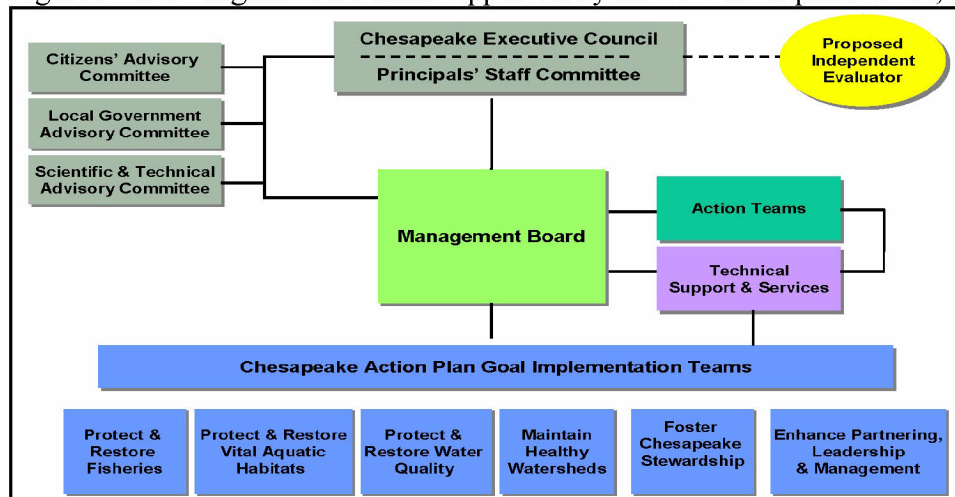 Chesapeake Executive Council
Principals' Staff Committee
Proposed
Independent
Evaluator
Citizens' Advisory
Committee
Local Government
Advisory Committee
Scientific & Technical
Advisory Committee
Management Board
Action Teams
Technical
Support & Services
Chesapeake Action Plan Goal Implementation Teams
Protect &
Restore
Fisheries
Protect & Restore
Vital Aquatic
Habitats
Protect &
Restore Water
Quality
Maintain
Healthy
Watersheds
Foster
Chesapeake
Stewardship
Enhance Partnering,
Leadership
& Management